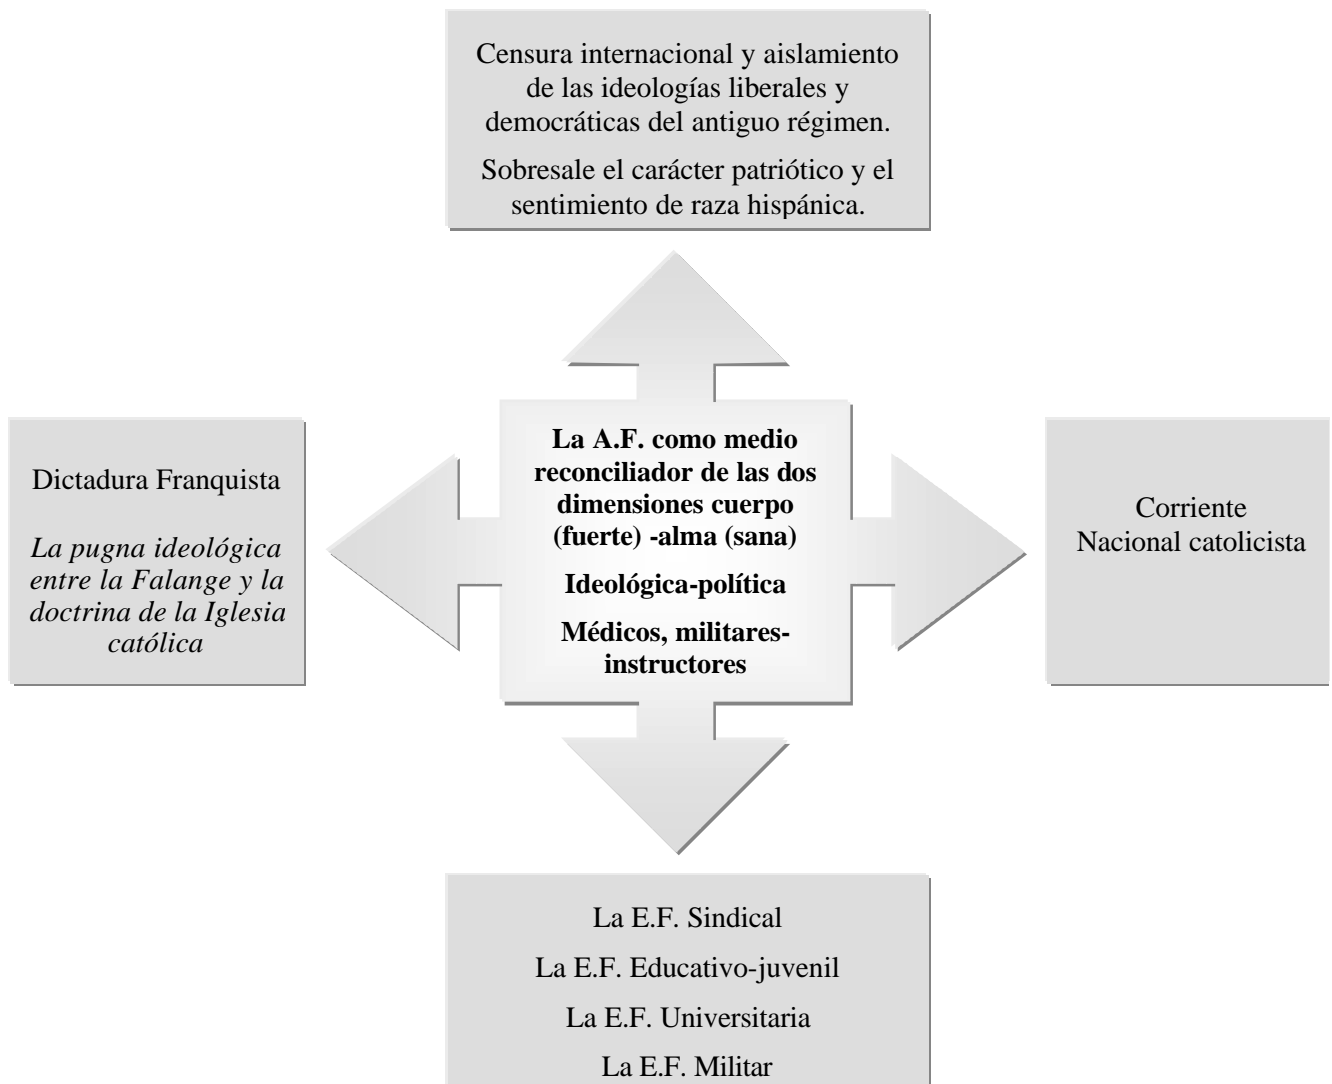 Censura internacional y aislamiento
de las ideologías liberales y
democráticas del antiguo régimen.
Sobresale el carácter patriótico y el
sentimiento de raza hispánica.
Dictadura Franquista
La pugna ideológica
entre la Falange y la
doctrina de la Iglesia
católica
La A.F. como medio
reconciliador de las dos
dimensiones cuerpo
(fuerte) -alma (sana)
Ideológica-política
Médicos, militares-
instructores
Corriente
Nacional catolicista
La E.F. Sindical
La E.F. Educativo-juvenil
La E.F. Universitaria
La E.F. Militar